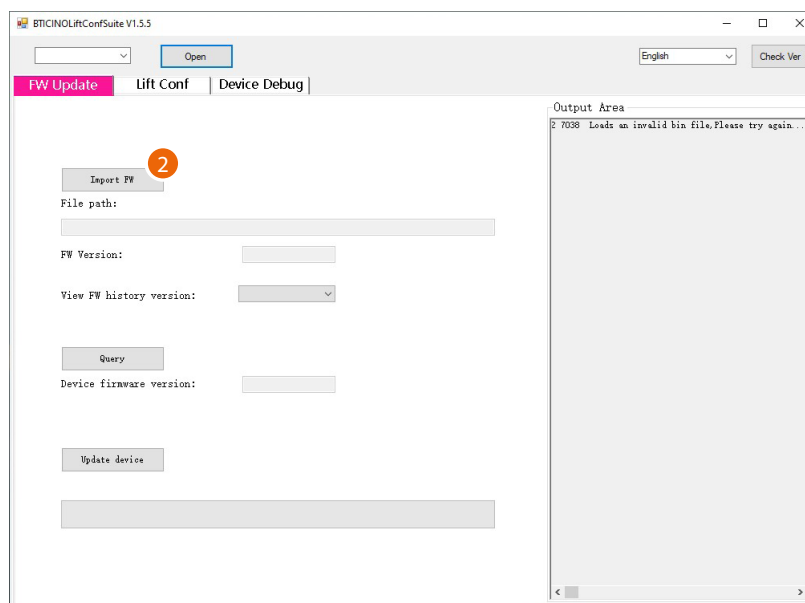 BTICINOLiftConfSuite V1.5.5
Open
English
Check Ver
FW Update
Lift Conf
Device Debug
Output Area
2 7038 Loads an invalid bin file,Please try again...
2
Import FW
File path:
FW Version:
View FW history version:
Query
Device firmware version:
Update device